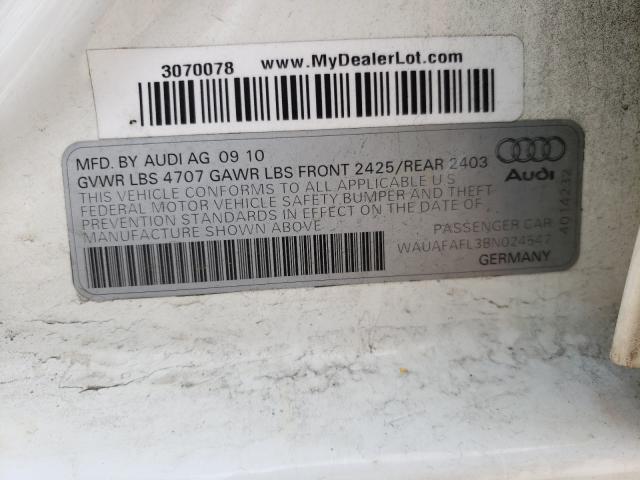 3070078 www.MyDealerLot.com
MFD. BY AUDI AG 09 10
GVWR LBS 4707 GAWR LBS FRONT 2425/REAR 2403
THIS VEHICLE CONFORMS TO ALL APPLICABLE U S
FEDERAL MOTOR VEHICLE SAFETY BUMPER AND THEFT
PREVENTION STANDARDS IN EFFECT ON THE DATE OF
MANUFACTURE SHOWN ABOVE
Audi
PASSENGER CAR
WAUAFAFL3BN024547
GERMANY
4014232